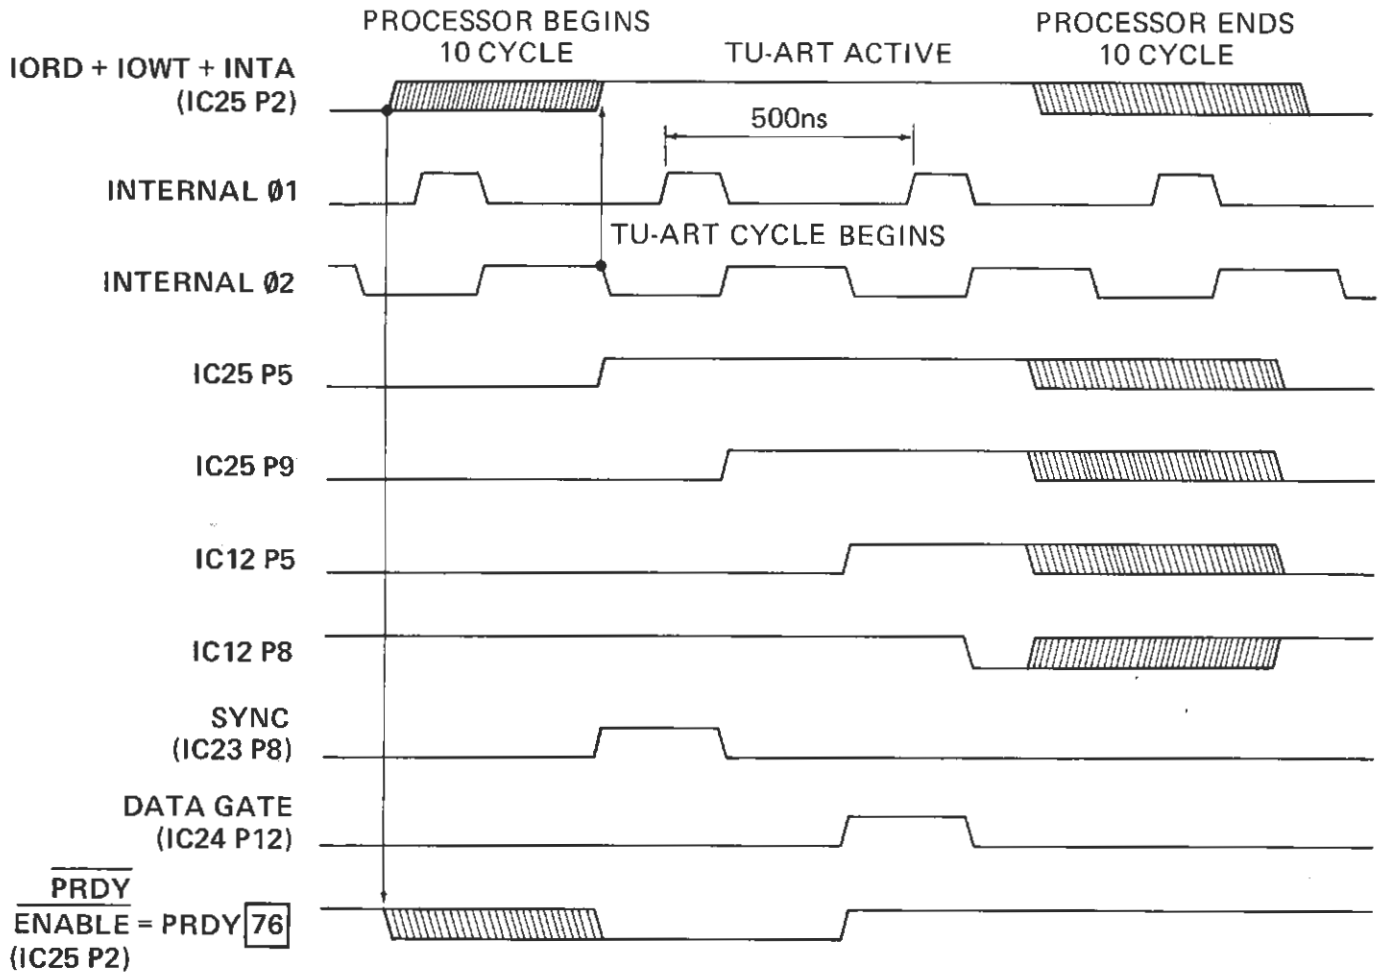 PROCESSOR BEGINS
10 CYCLE
TU-ART ACTIVE
PROCESSOR ENDS
10 CYCLE
IORD + IOWT + INTA
(IC25 P2)
500ns
INTERNAL Ø1
TU-ART CYCLE BEGINS
INTERNAL Ø2
IC25 P5
IC25 P9
IC12 P5
IC12 P8
SYNC
(IC23 P8)
DATA GATE
(IC24 P12)
PRDY
ENABLE = PRDY 76
(IC25 P2)